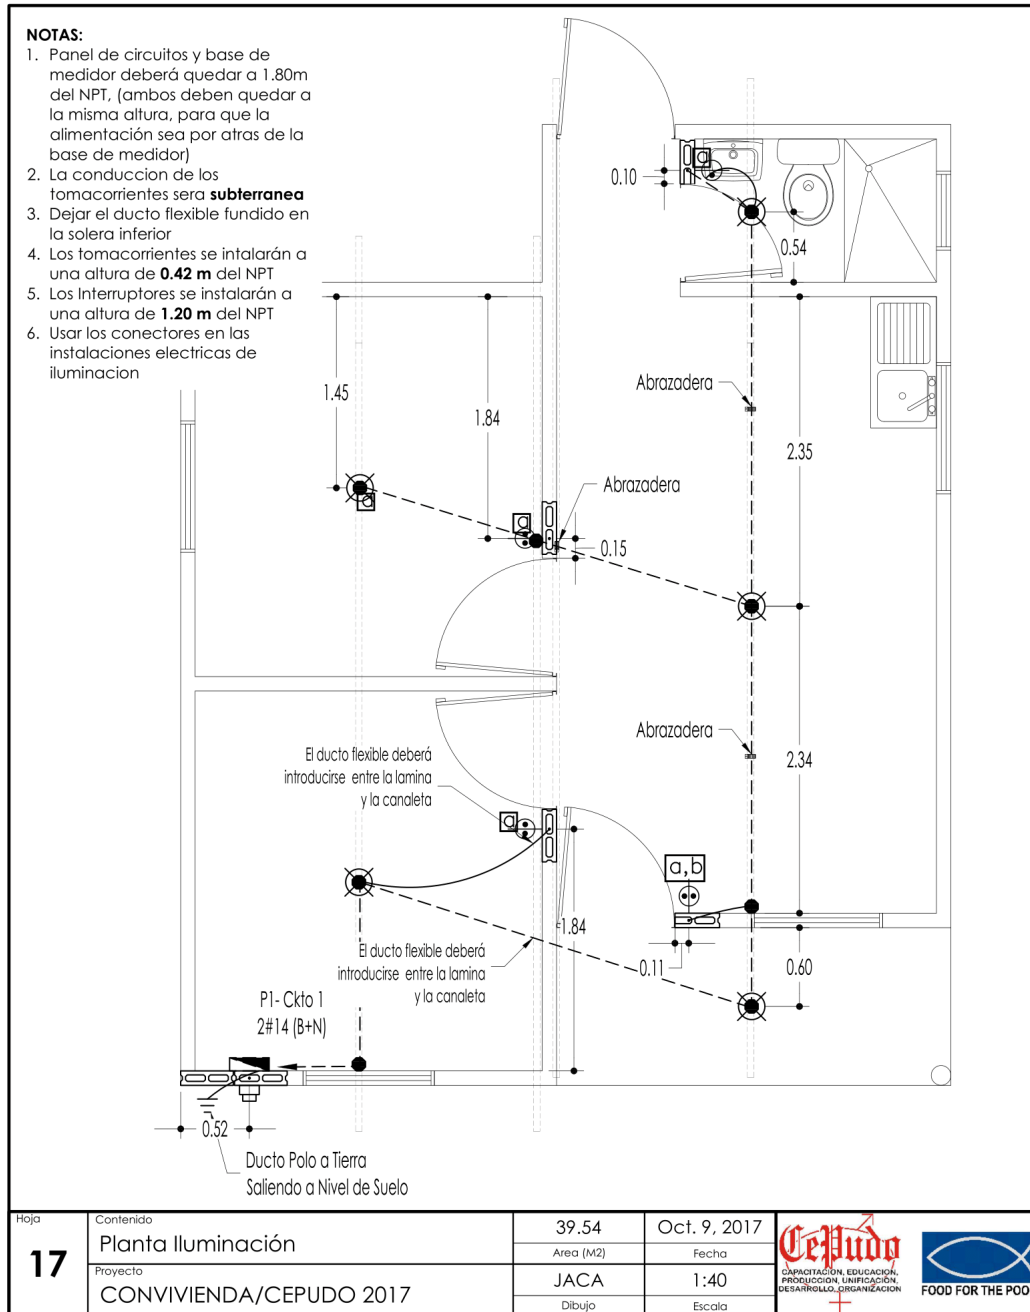 NOTAS:
1. Panel de circuitos y base de
medidor deberá quedar a 1.80m
del NPT, (ambos deben quedar a
la misma altura, para que la
alimentación sea por atras de la
base de medidor)
2. La conduccion de los
tomacorrientes sera subterranea
3. Dejar el ducto flexible fundido en
la solera inferior
4. Los tomacorrientes se intalarán a
una altura de 0.42 m del NPT
5. Los Interruptores se instalarán a
una altura de 1.20 m del NPT
6. Usar los conectores en las
instalaciones electricas de
iluminacion
a
0.10
0.54
1.45
1.84
Abrazadera
2.35
Abrazadera
a
a
0.15
Abrazadera
2.34
El ducto flexible deberá
introducirse entre la lamina
y la canaleta
a
a,b
1.84
El ducto flexible deberá
introducirse entre la lamina
y la canaleta
0.11
0.60
P1- Ckto 1
2#14 (B+N)
0.52
Ducto Polo a Tierra
Saliendo a Nivel de Suelo
Hoja
17
Contenido
Planta Iluminación
Proyecto
CONVIVIENDA/CEPUDO 2017
39.54
Area (M2)
JACA
Dibujo
Oct. 9, 2017
Fecha
1:40
Escala
CePudo
CAPACITACIÓN, EDUCACIÓN,
PRODUCCION, UNIFICACIÓN,
DESARROLLO, ORGANIZACIÓN
FOOD FOR THE POO